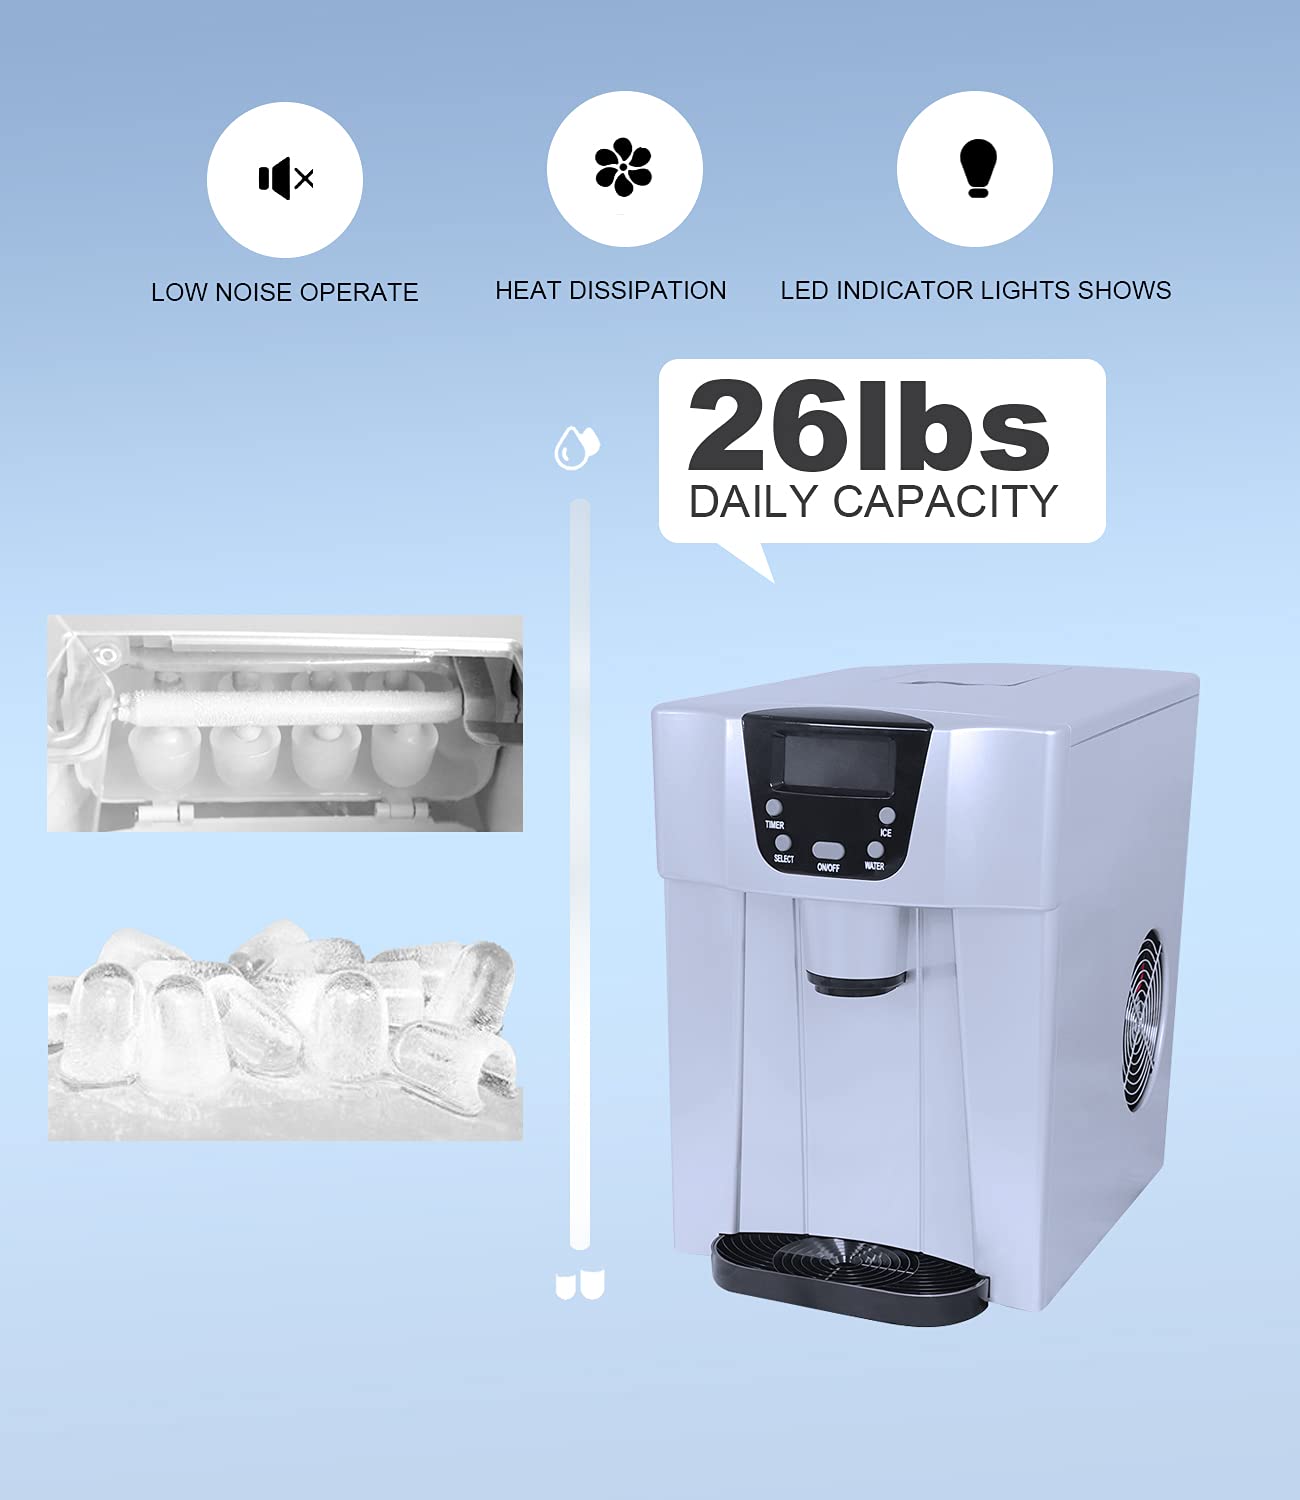 LOW NOISE OPERATE
HEAT DISSIPATION
LED INDICATOR LIGHTS SHOWS
26lbs
DAILY CAPACITY
TIMER
ICE
SELECT
ON/OFF
WATER